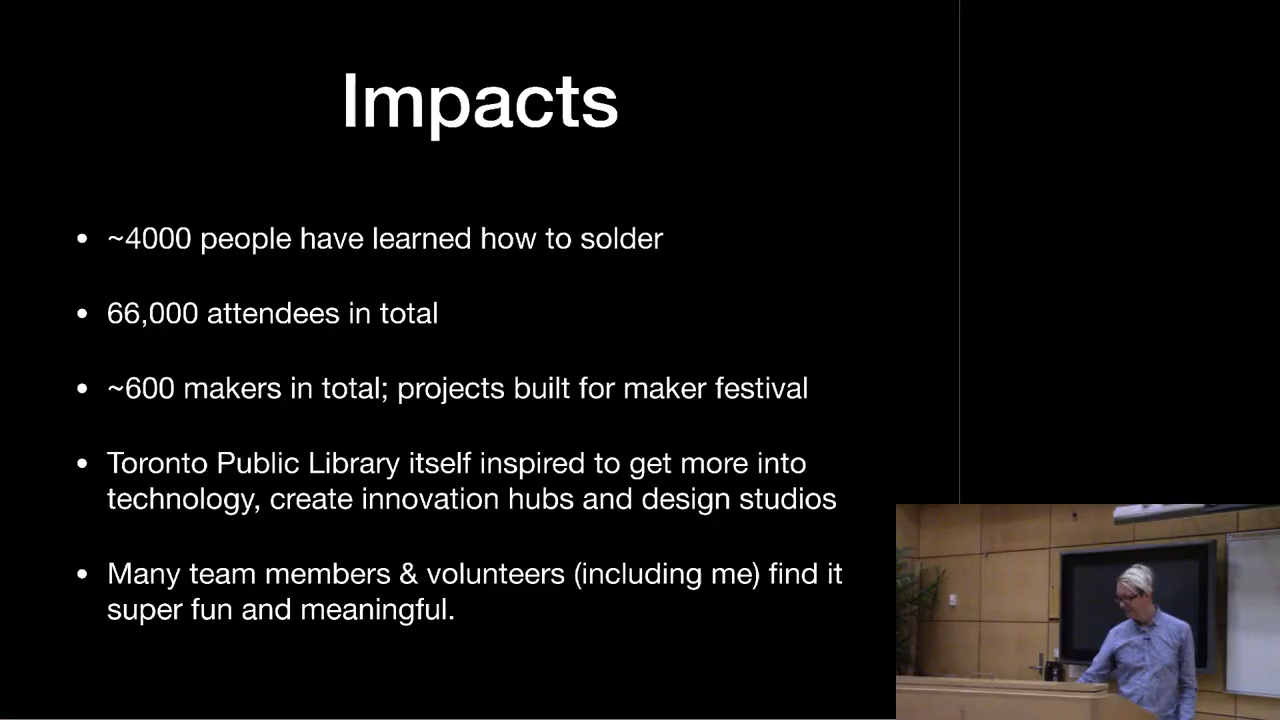 Impacts
• ~4000 people have learned how to solder
• 66,000 attendees in total
• ~600 makers in total; projects built for maker festival
• Toronto Public Library itself inspired to get more into
technology, create innovation hubs and design studios
• Many team members & volunteers (including me) find it
super fun and meaningful.